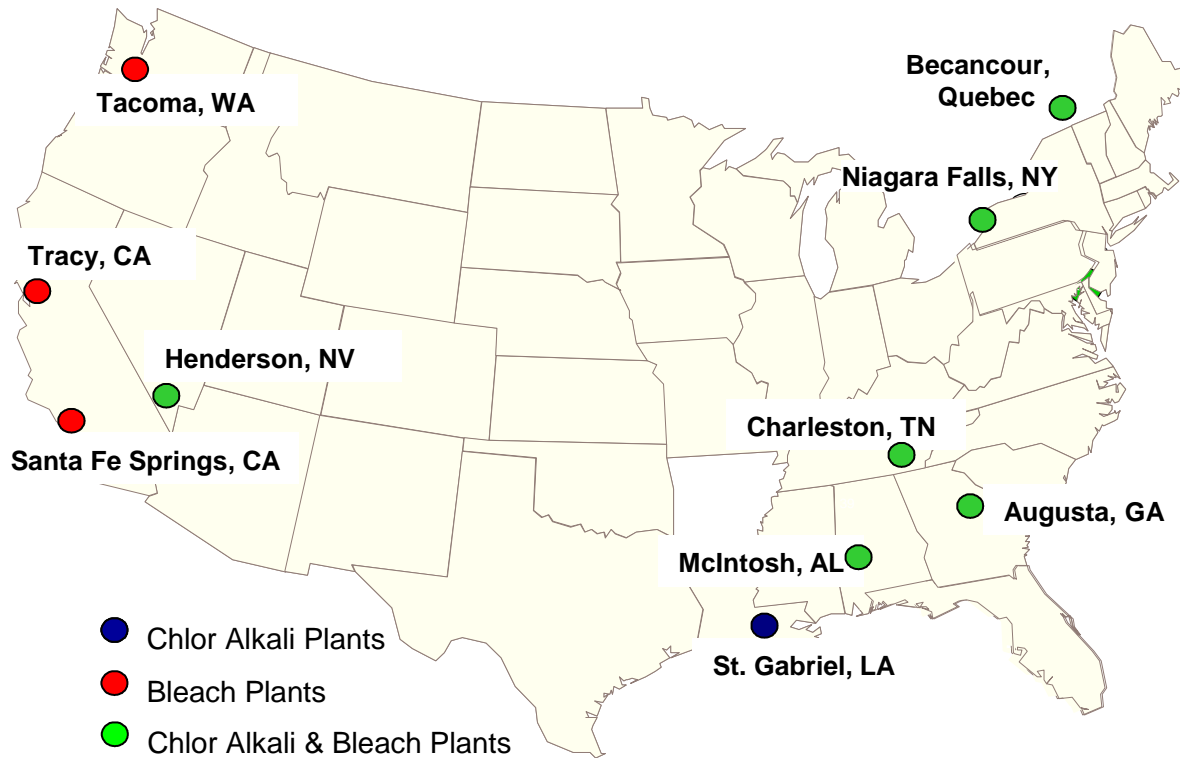 Becancour,
Quebec
Tacoma, WA
Niagara Falls, NY
Tracy, CA
Henderson, NV
Charleston, TN
Santa Fe Springs, CA
Augusta, GA
McIntosh, AL
St. Gabriel, LA
Chlor Alkali Plants
Bleach Plants
Chlor Alkali & Bleach Plants